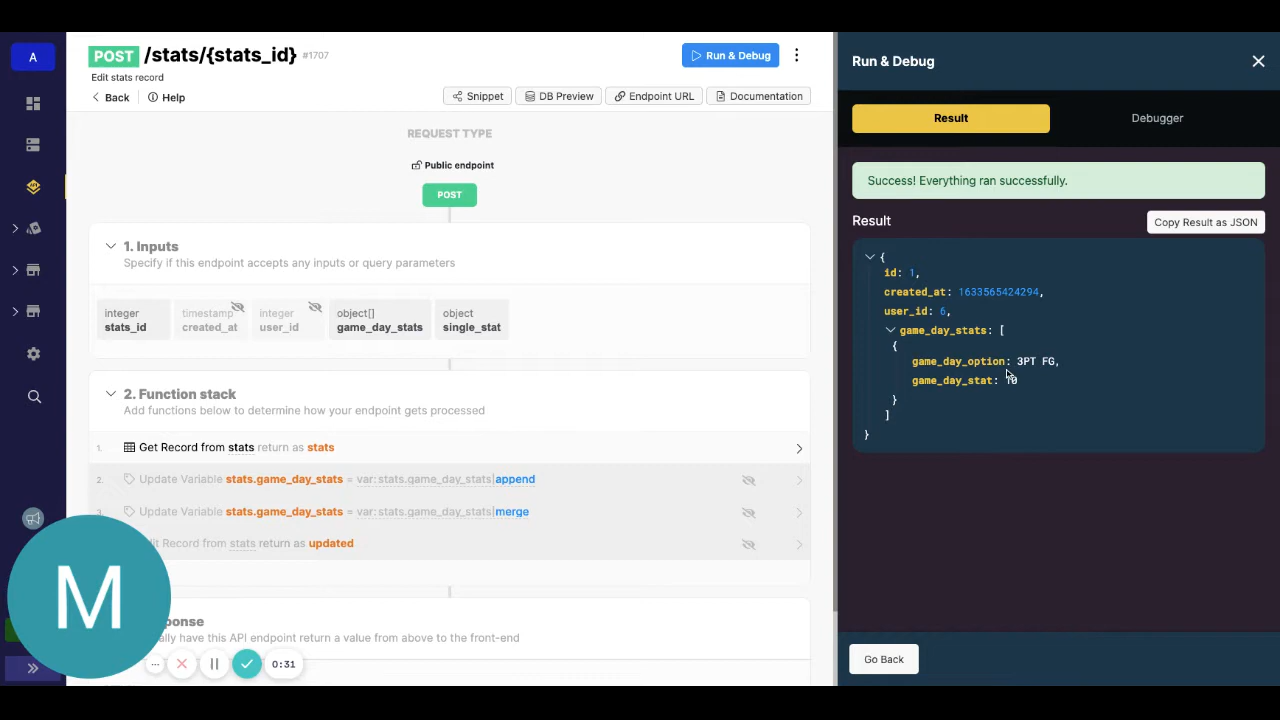 A
POST /stats/{stats_id} #1707
Edit stats record
Back Help
Run & Debug
Snippet DB Preview Endpoint URL Documentation
REQUEST TYPE
Public endpoint
POST
1. Inputs
Specify if this endpoint accepts any inputs or query parameters
integer
stats_id
timestamp
created_at
integer
user_id
object[]
game_day_stats
object
single_stat
2. Function stack
Add functions below to determine how your endpoint gets processed
1. Get Record from stats return as stats
2. Update Variable stats.game_day_stats = var:stats.game_day_stats|append
Update Variable stats.game_day_stats = var:stats.game_day_stats|merge
Record from stats return as updated
ponse
ally have this API endpoint return a value from above to the front-end
M
0:31
Run & Debug
Result Debugger
Success! Everything ran successfully.
Result
Copy Result as JSON
{
id: 1,
created_at: 1633565424294,
user_id: 6,
game_day_stats: [
{
game_day_option: 3PT FG,
game_day_stat: 10
}
]
}
Go Back